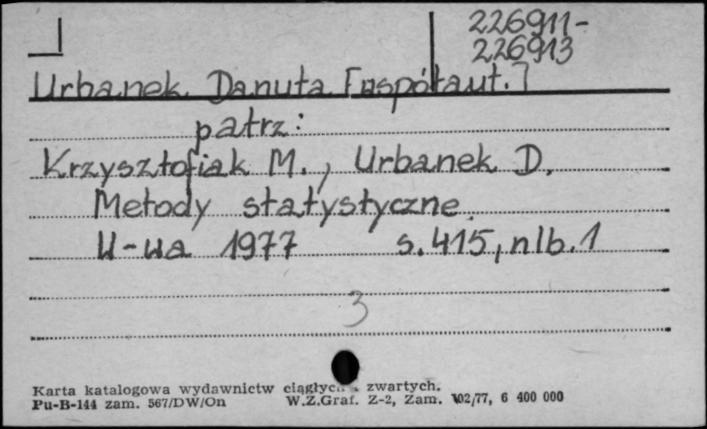 226911-
226913
Urbanek Danuta [współaut.]
patrz:
Krzysztofiak M., Urbanek D.
Metody statystyczne.
W-wa 1977 s. 415, nlb. 1
3
Karta katalogowa wydawnictw zwartych.
Pu-B-144 zam. 567/DW/On W.Z.Graf. Z-2, Zam. 102/77, 6 400 000